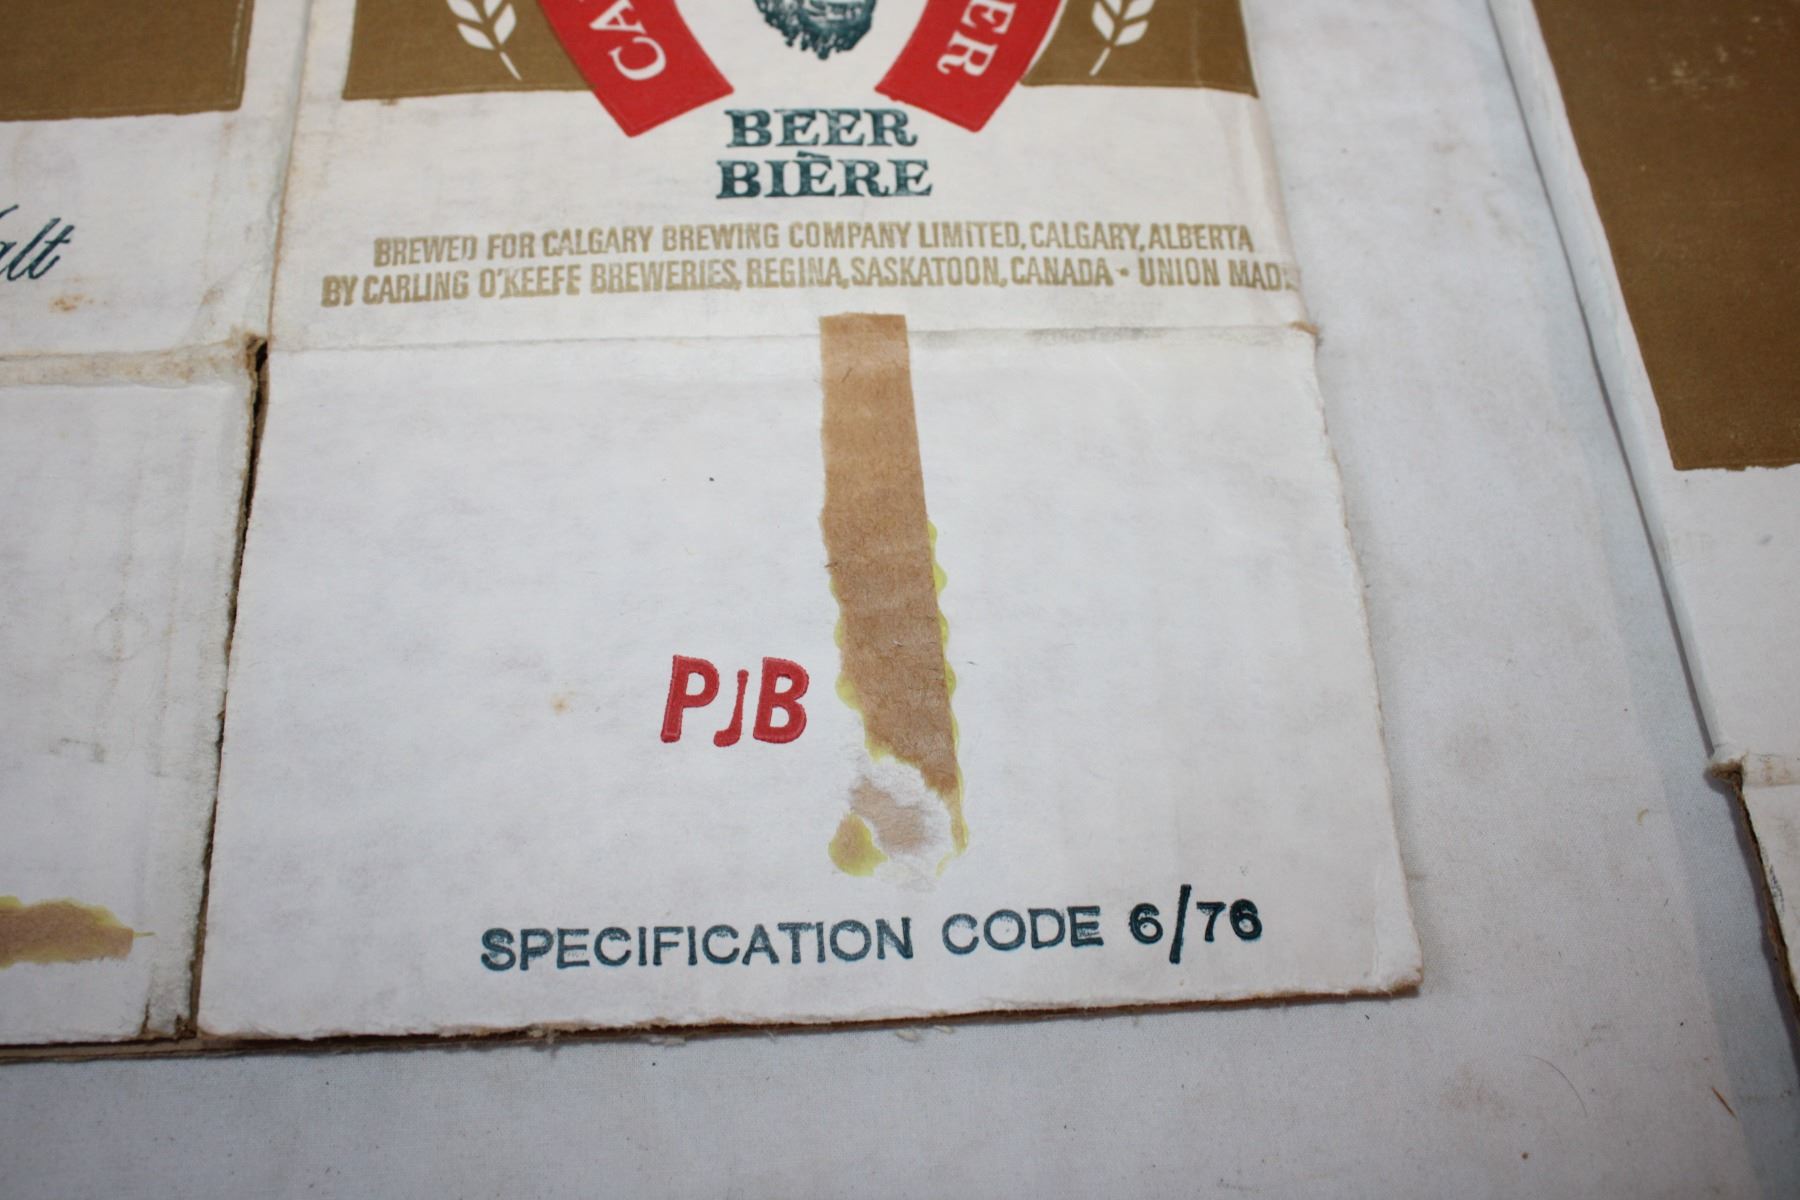 BEER
BIÈRE
BREWED FOR CALGARY BREWING COMPANY LIMITED, CALGARY, ALBERTA
BY CARLING O'KEEFE BREWERIES, REGINA, SASKATOON, CANADA • UNION MADE
PJB
SPECIFICATION CODE 6/76